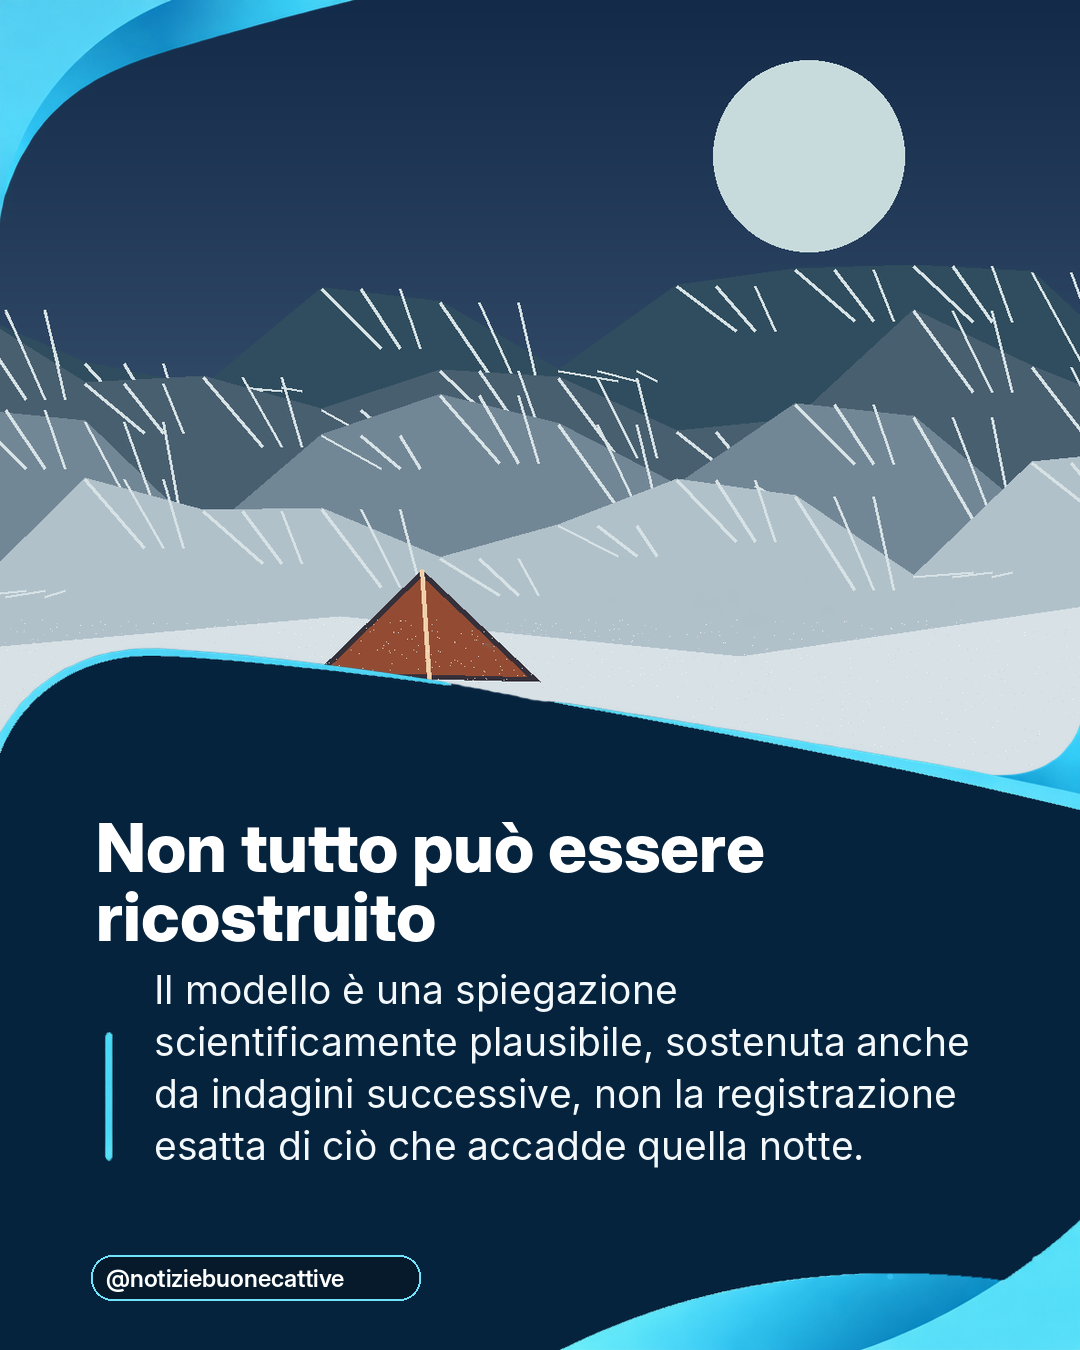 Non tutto può essere
ricostruito
Il modello è una spiegazione
scientificamente plausibile, sostenuta anche
da indagini successive, non la registrazione
esatta di ciò che accadde quella notte.
@notiziebuonecattive